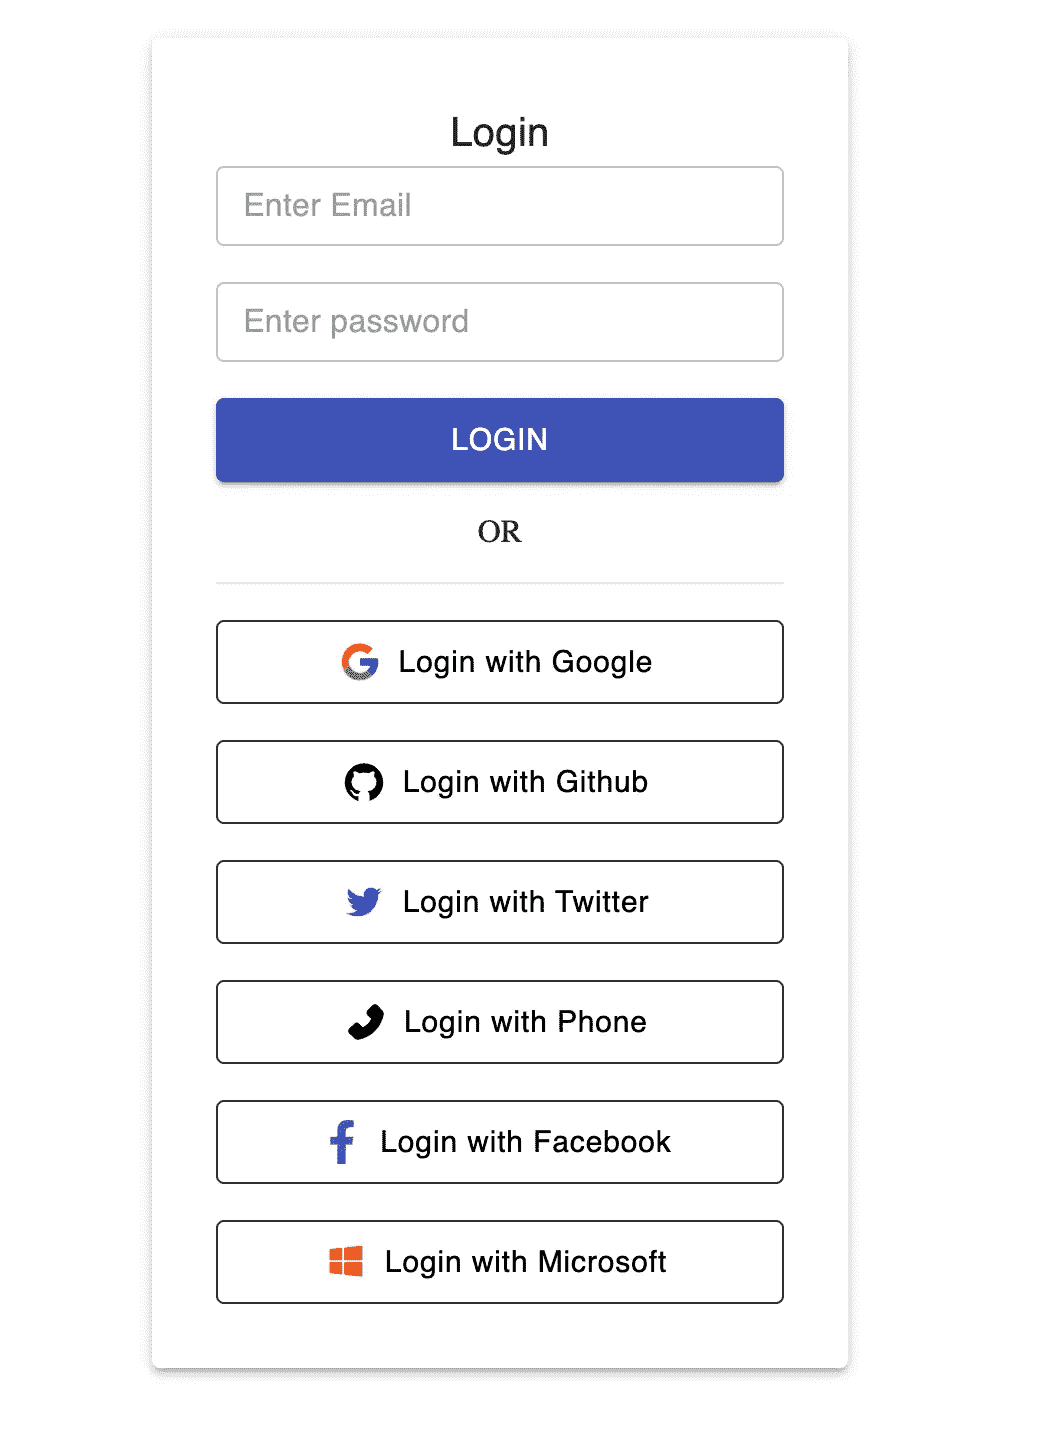 Login
Enter Email
Enter password
LOGIN
OR
Login with Google
Login with Github
Login with Twitter
Login with Phone
Login with Facebook
Login with Microsoft